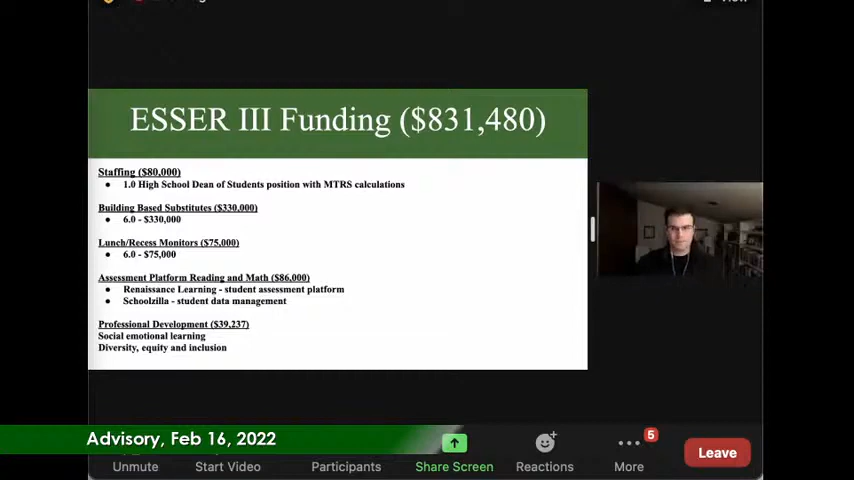 ESSER III Funding ($831,480)
Staffing ($80,000)
● 1.0 High School Dean of Students position with MTRS calculations
Building Based Substitutes ($330,000)
● 6.0 - $330,000
Lunch/Recess Monitors ($75,000)
● 6.0 - $75,000
Assessment Platform Reading and Math ($86,000)
● Renaissance Learning - student assessment platform
● Schoolzilla - student data management
Professional Development ($39,237)
Social emotional learning
Diversity, equity and inclusion
Advisory, Feb 16, 2022
5
Unmute Start Video Participants Share Screen Reactions More Leave